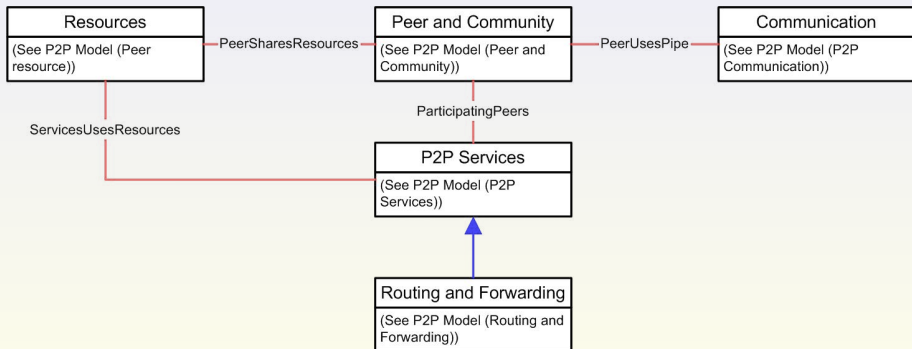 Resources
(See P2P Model (Peer
resource))
PeerSharesResources
Peer and Community
(See P2P Model (Peer and
Community))
PeerUsesPipe
Communication
(See P2P Model (P2P
Communication))
ParticipatingPeers
ServicesUsesResources
P2P Services
(See P2P Model (P2P
Services))
Routing and Forwarding
(See P2P Model (Routing and
Forwarding))